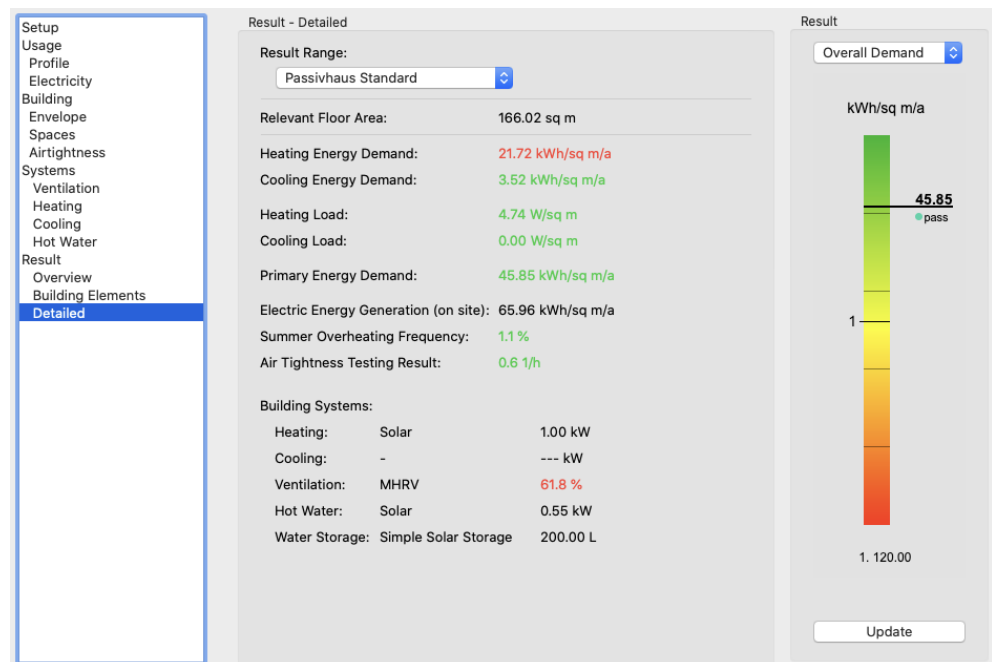 Setup
Usage
Profile
Electricity
Building
Envelope
Spaces
Airtightness
Systems
Ventilation
Heating
Cooling
Hot Water
Result
Overview
Building Elements
Detailed
Result - Detailed
Result Range:
Passivhaus Standard
Relevant Floor Area: 166.02 sq m
Heating Energy Demand: 21.72 kWh/sq m/a
Cooling Energy Demand: 3.52 kWh/sq m/a
Heating Load: 4.74 W/sq m
Cooling Load: 0.00 W/sq m
Primary Energy Demand: 45.85 kWh/sq m/a
Electric Energy Generation (on site): 65.96 kWh/sq m/a
Summer Overheating Frequency: 1.1 %
Air Tightness Testing Result: 0.6 1/h
Building Systems:
Heating: Solar 1.00 kW
Cooling: - --- kW
Ventilation: MHRV 61.8 %
Hot Water: Solar 0.55 kW
Water Storage: Simple Solar Storage 200.00 L
Result
Overall Demand
kWh/sq m/a
45.85
pass
1
1. 120.00
Update